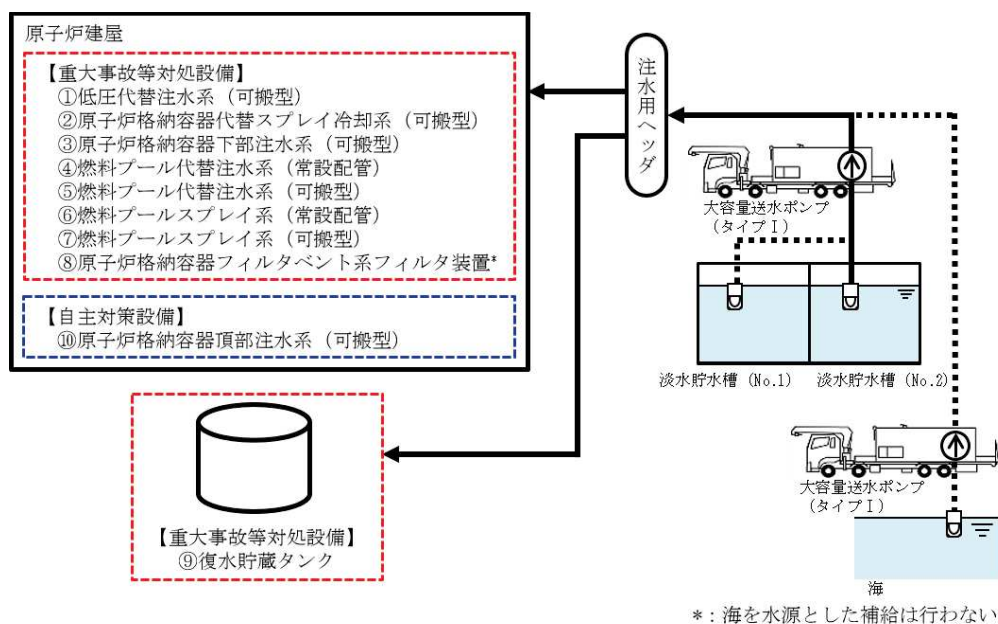 原子炉建屋
【重大事故等対処設備】
①低圧代替注水系（可搬型）
②原子炉格納容器代替スプレイ冷却系（可搬型）
③原子炉格納容器下部注水系（可搬型）
④燃料プール代替注水系（常設配管）
⑤燃料プール代替注水系（可搬型）
⑥燃料プールスプレイ系（常設配管）
⑦燃料プールスプレイ系（可搬型）
⑧原子炉格納容器フィルタベント系フィルタ装置*
【自主対策設備】
⑩原子炉格納容器頂部注水系（可搬型）
【重大事故等対処設備】
⑨復水貯蔵タンク
注水用ヘッダ
大容量送水ポンプ
（タイプⅠ）
淡水貯水槽（No.1）
淡水貯水槽（No.2）
大容量送水ポンプ
（タイプⅠ）
海
*：海を水源とした補給は行わない